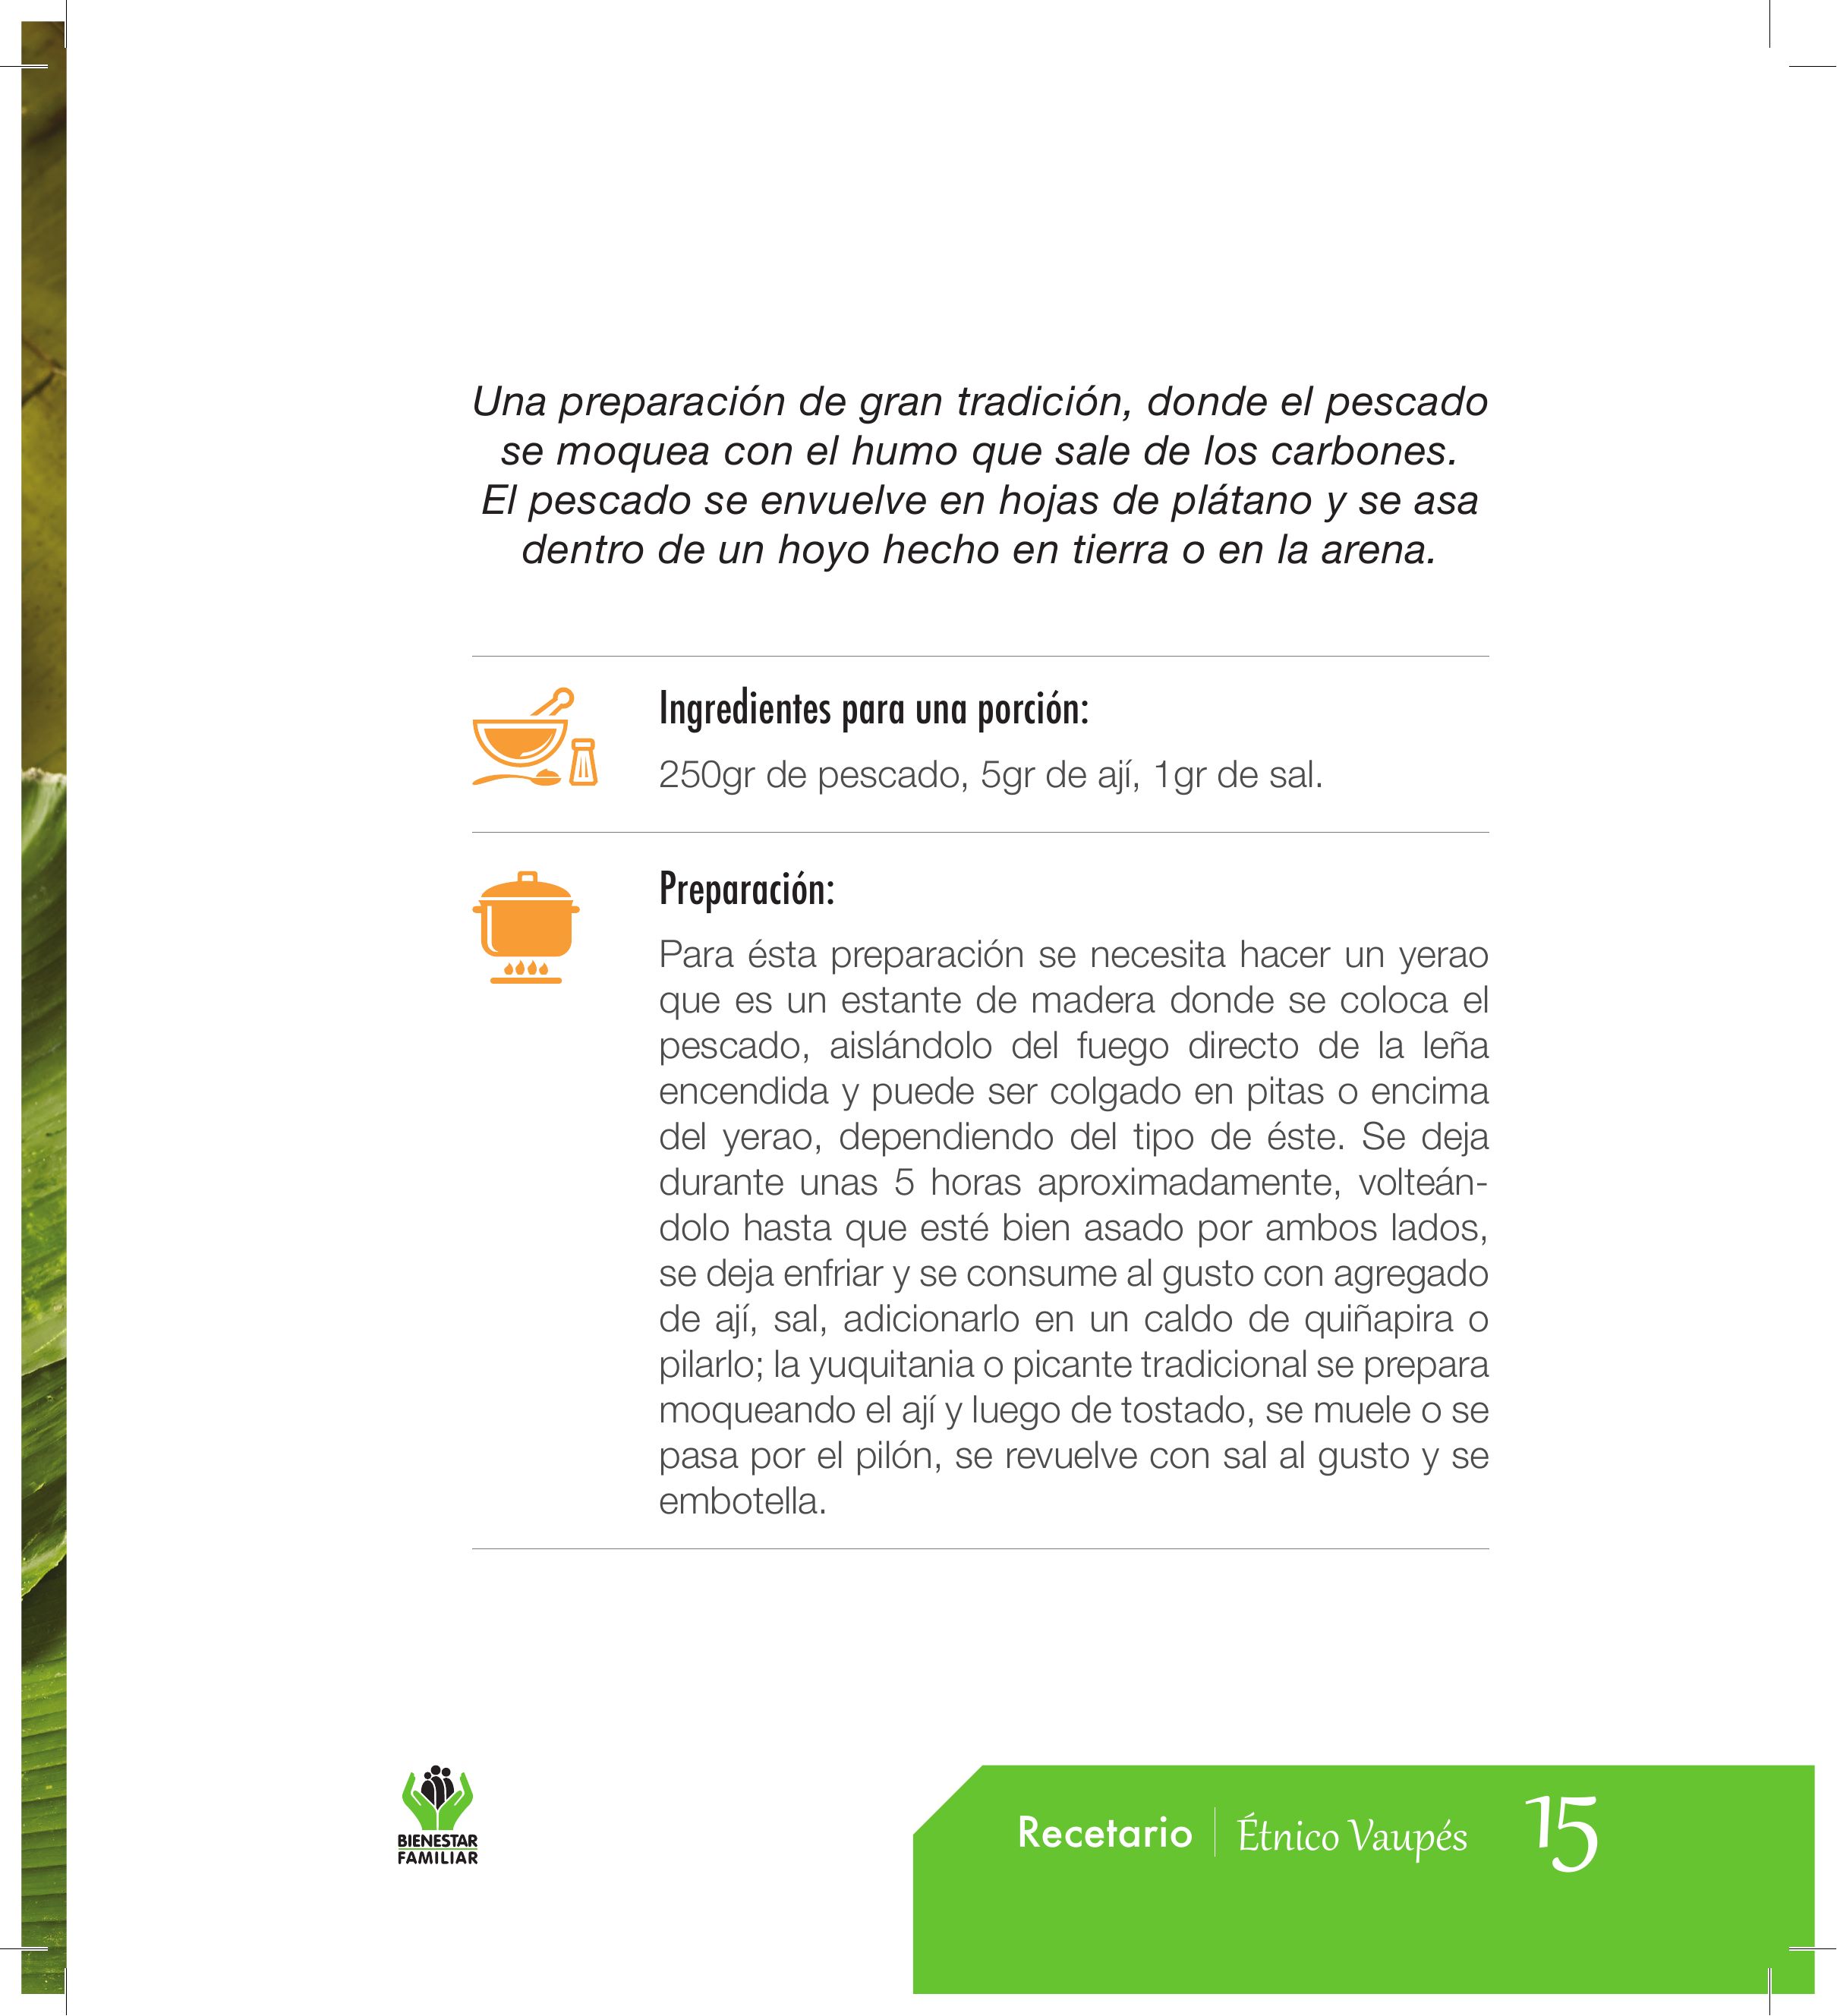 Una preparación de gran tradición, donde el pescado
se moquea con el humo que sale de los carbones.
El pescado se envuelve en hojas de plátano y se asa
dentro de un hoyo hecho en tierra o en la arena.
Ingredientes para una porción:
250gr de pescado, 5gr de ají, 1gr de sal.
Preparación:
Para ésta preparación se necesita hacer un yerao
que es un estante de madera donde se coloca el
pescado, aislándolo del fuego directo de la leña
encendida y puede ser colgado en pitas o encima
del yerao, dependiendo del tipo de éste. Se deja
durante unas 5 horas aproximadamente, volteán-
dolo hasta que esté bien asado por ambos lados,
se deja enfriar y se consume al gusto con agregado
de ají, sal, adicionarlo en un caldo de quiñapira o
pilarlo; la yuquitania o picante tradicional se prepara
moqueando el ají y luego de tostado, se muele o se
pasa por el pilón, se revuelve con sal al gusto y se
embotella.
BIENESTAR
FAMILIAR
Recetario Étnico Vaupés 15